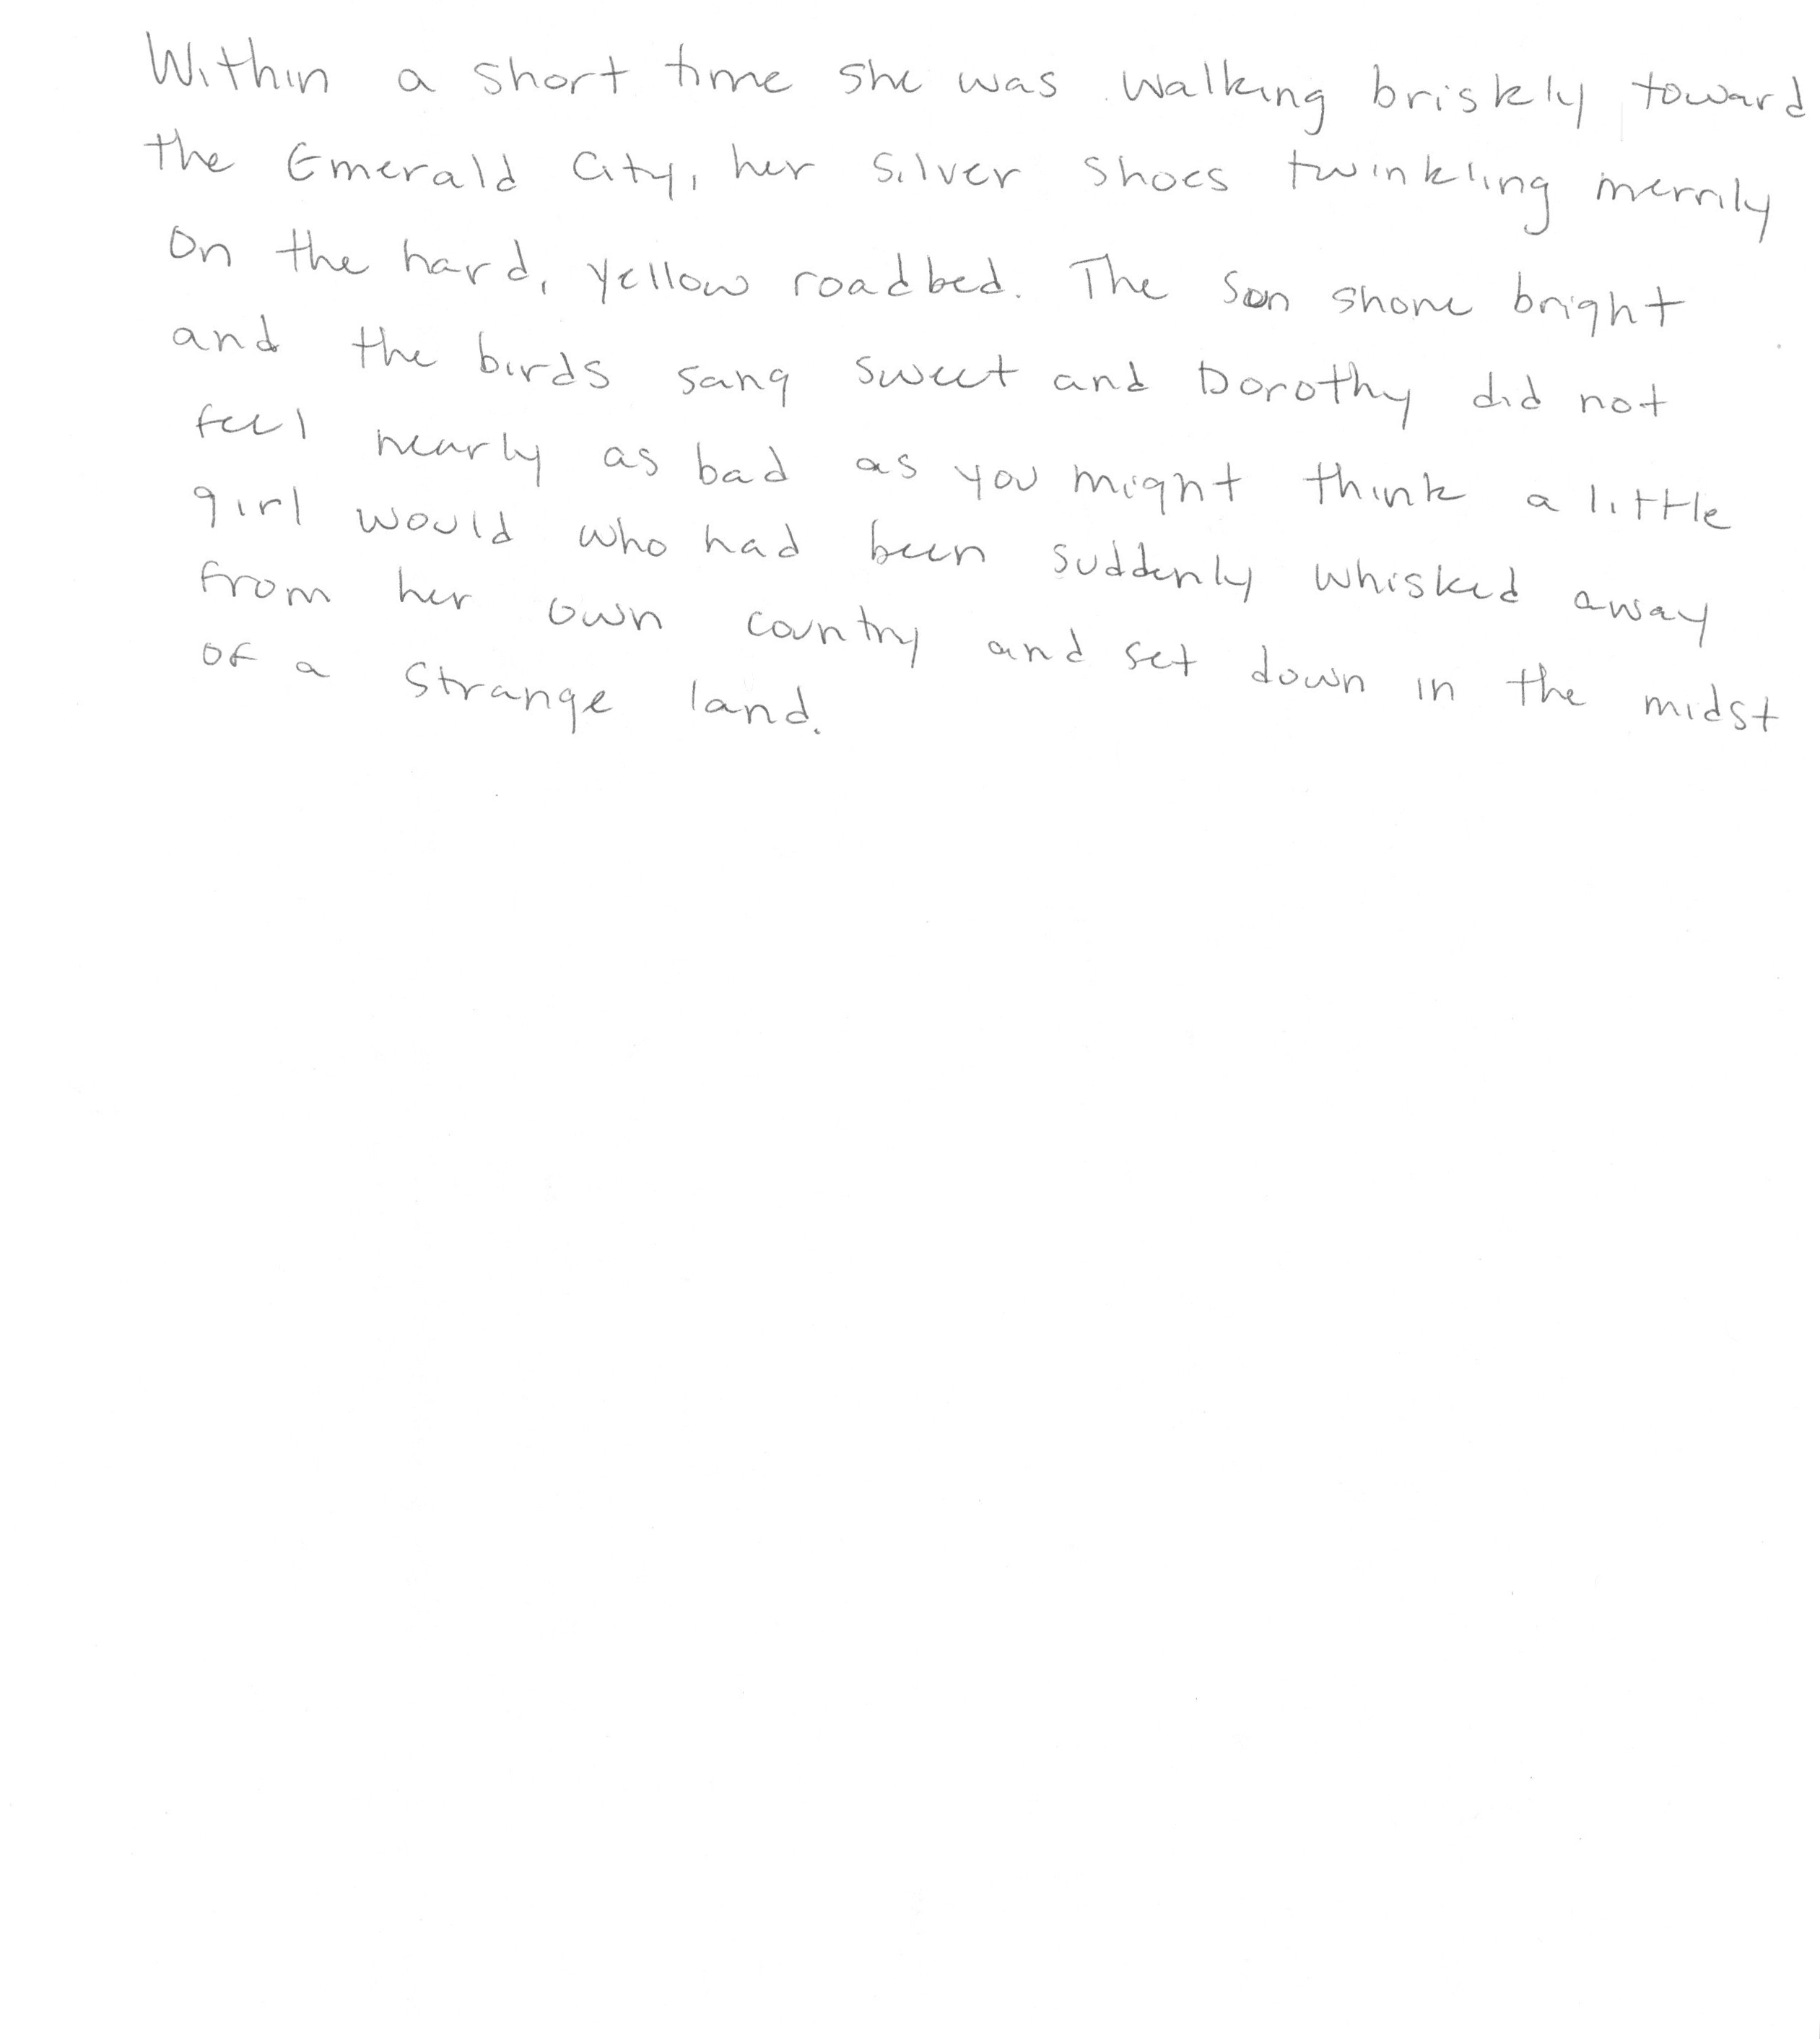 Within a short time she was walking briskly toward
the Emerald City, her silver shoes twinkling merrily
on the hard, yellow roadbed. The sun shone bright
and the birds sang sweet and Dorothy did not
feel nearly as bad as you might think a little
girl would who had been suddenly whisked away
from her own country and set down in the midst
of a strange land.